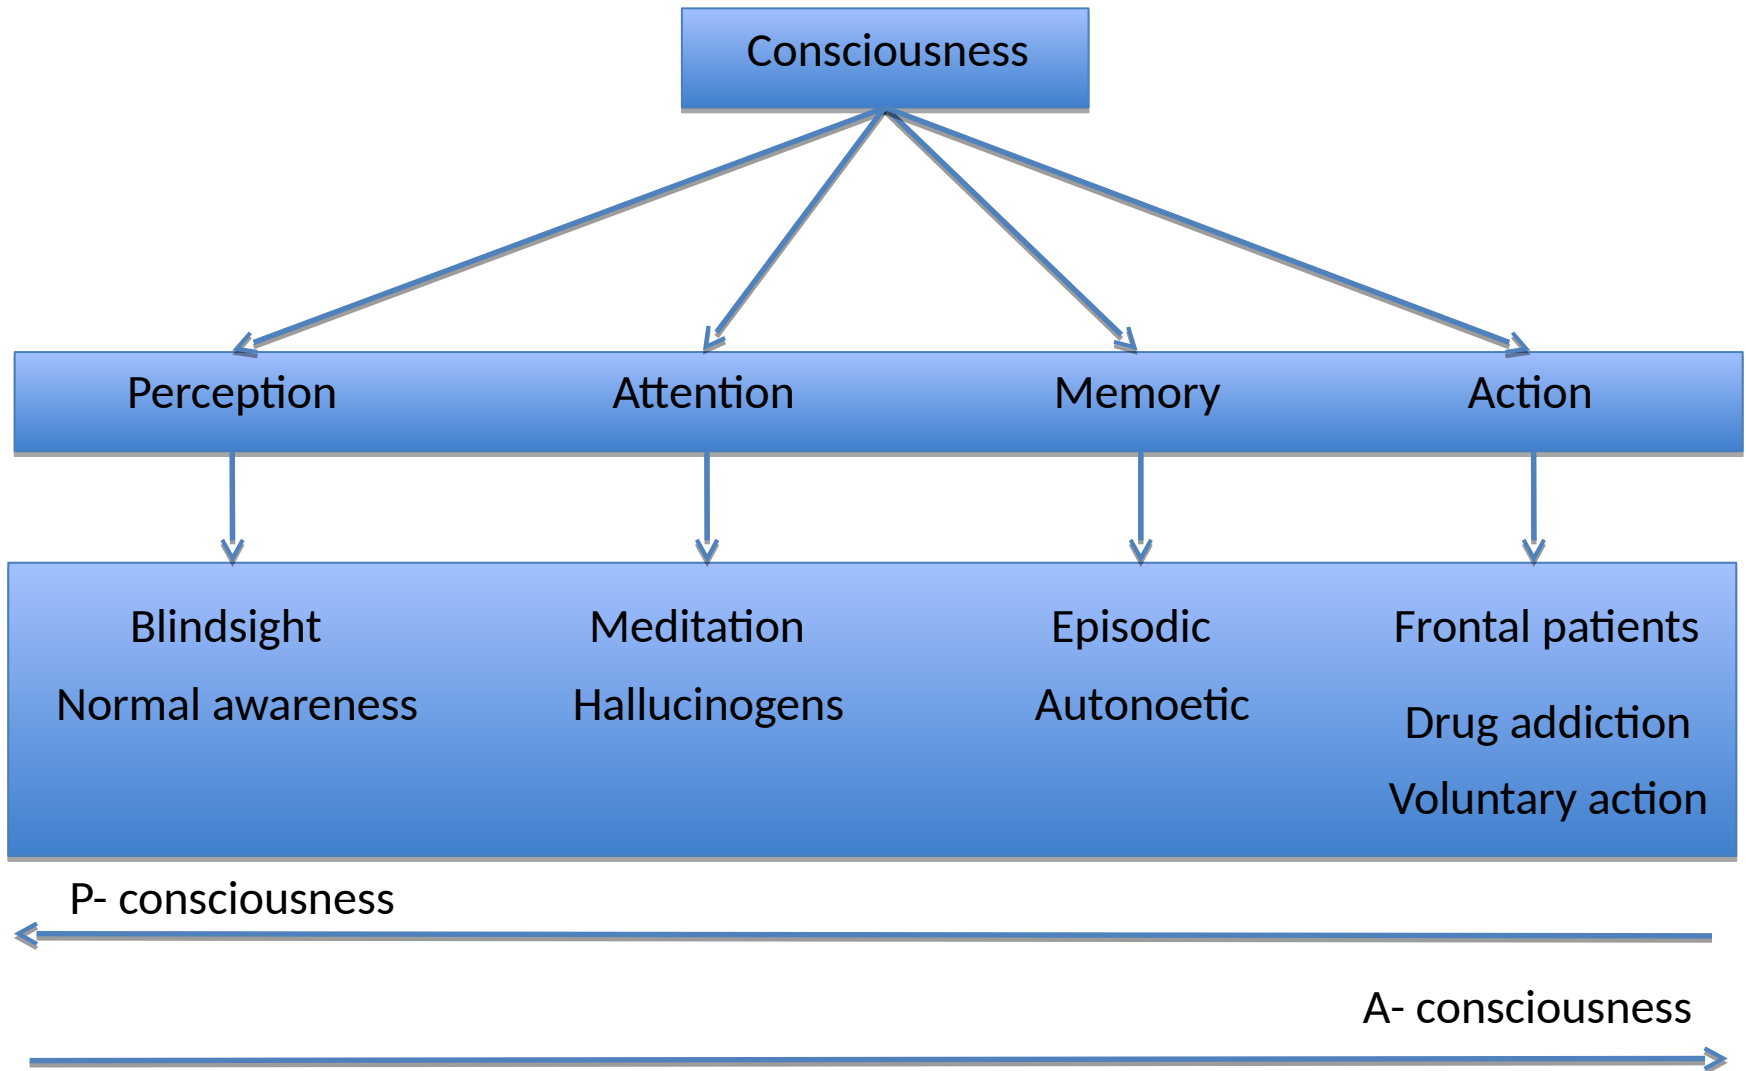 Consciousness
Perception Attention Memory Action
Blindsight Meditation Episodic Frontal patients
Normal awareness Hallucinogens Autonoetic Drug addiction
Voluntary action
P- consciousness
A- consciousness